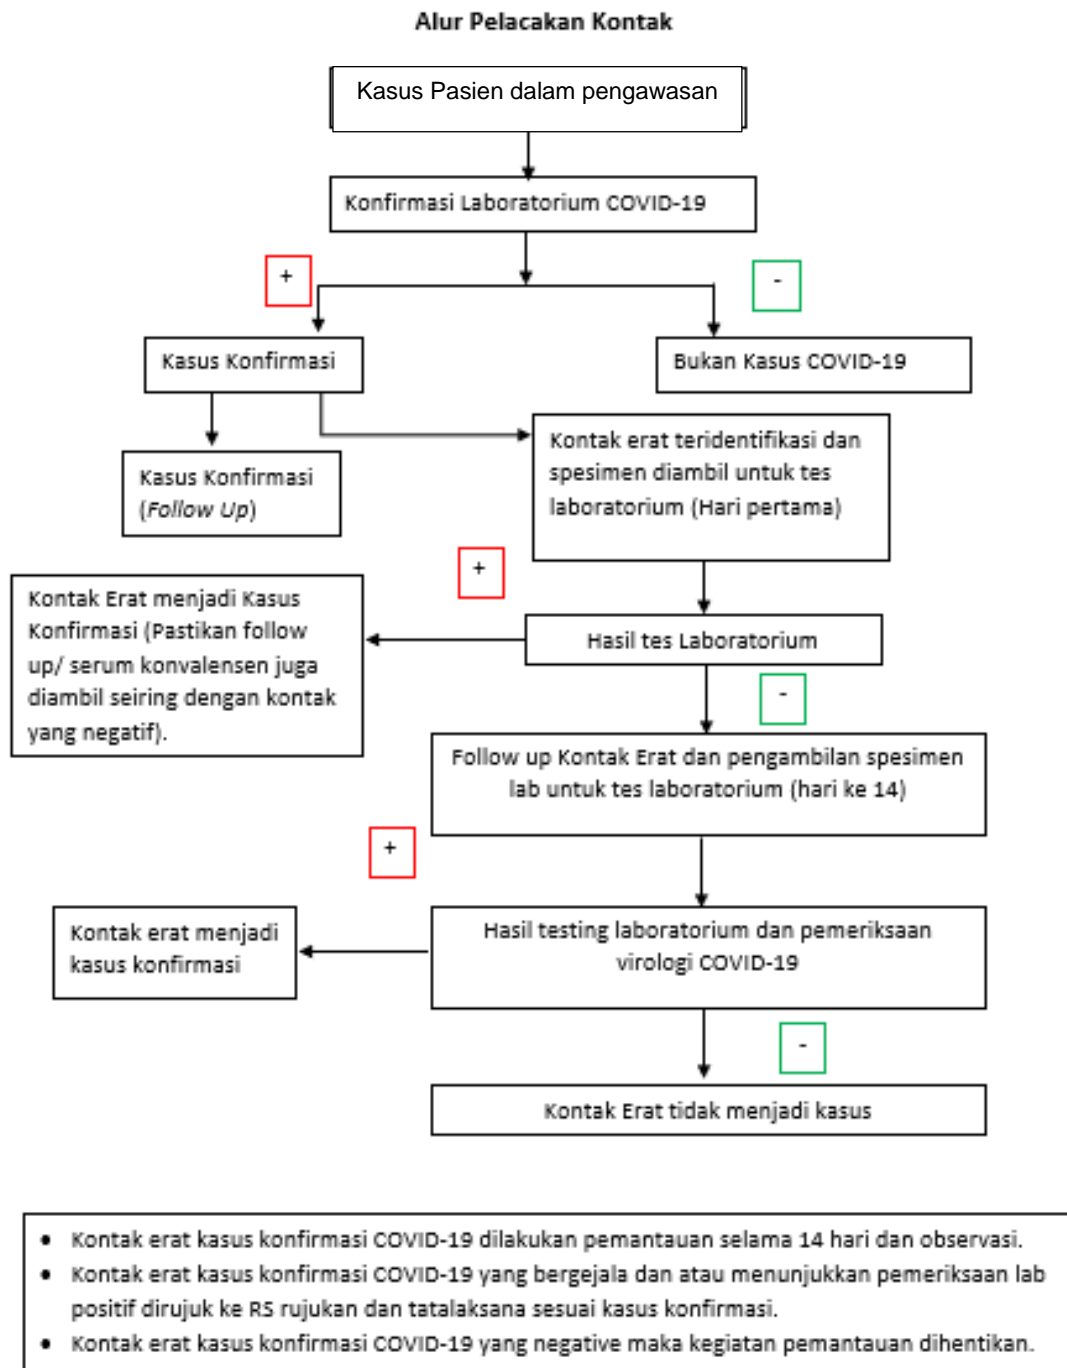 Alur Pelacakan Kontak
Kasus Pasien dalam pengawasan
Konfirmasi Laboratorium COVID-19
+
-
Kasus Konfirmasi
Bukan Kasus COVID-19
Kasus Konfirmasi
(Follow Up)
Kontak erat teridentifikasi dan
spesimen diambil untuk tes
laboratorium (Hari pertama)
+
Kontak Erat menjadi Kasus
Konfirmasi (Pastikan follow
up/ serum konvalensen juga
diambil seiring dengan kontak
yang negatif).
Hasil tes Laboratorium
-
Follow up Kontak Erat dan pengambilan spesimen
lab untuk tes laboratorium (hari ke 14)
+
Kontak erat menjadi
kasus konfirmasi
Hasil testing laboratorium dan pemeriksaan
virologi COVID-19
-
Kontak Erat tidak menjadi kasus
• Kontak erat kasus konfirmasi COVID-19 dilakukan pemantauan selama 14 hari dan observasi.
• Kontak erat kasus konfirmasi COVID-19 yang bergejala dan atau menunjukkan pemeriksaan lab
positif dirujuk ke RS rujukan dan tatalaksana sesuai kasus konfirmasi.
• Kontak erat kasus konfirmasi COVID-19 yang negative maka kegiatan pemantauan dihentikan.